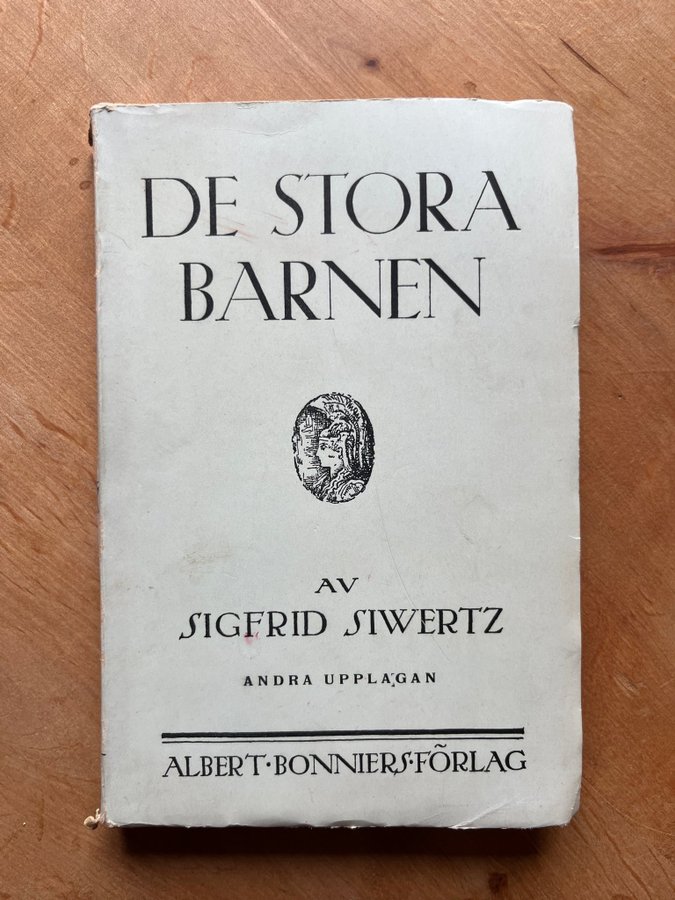 DE STORA
BARNEN
AV
SIGFRID SIWERTZ
ANDRA UPPLAGAN
ALBERT·BONNIERS·FÖRLAG